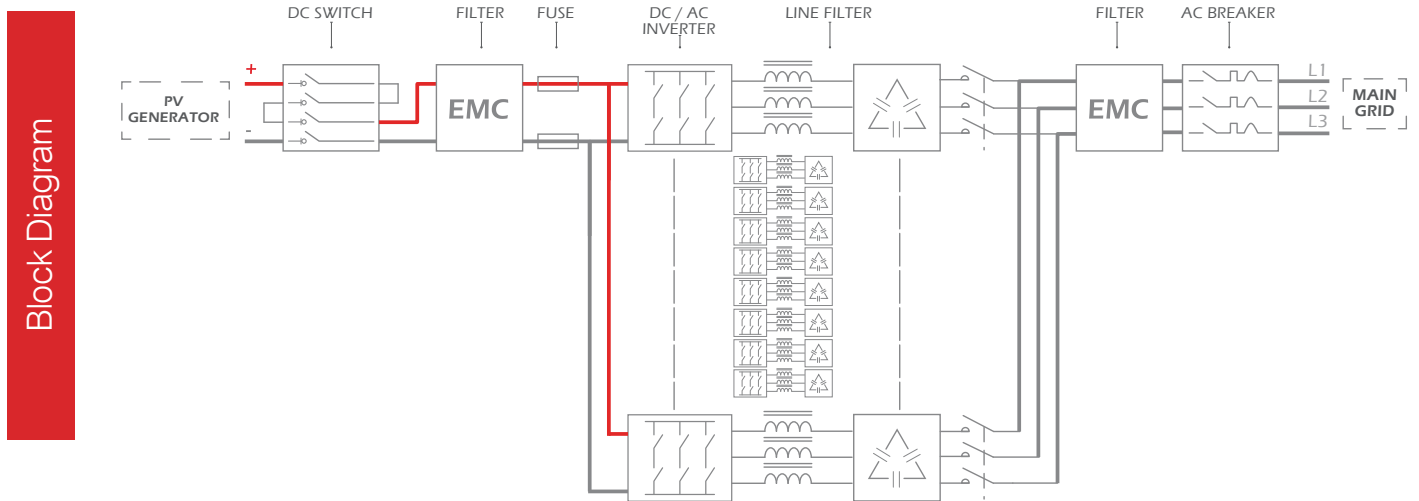 Block Diagram
DC SWITCH
FILTER
FUSE
DC / AC
INVERTER
LINE FILTER
FILTER
AC BREAKER
+
PV
GENERATOR
-
EMC
EMC
L1
L2
L3
MAIN
GRID